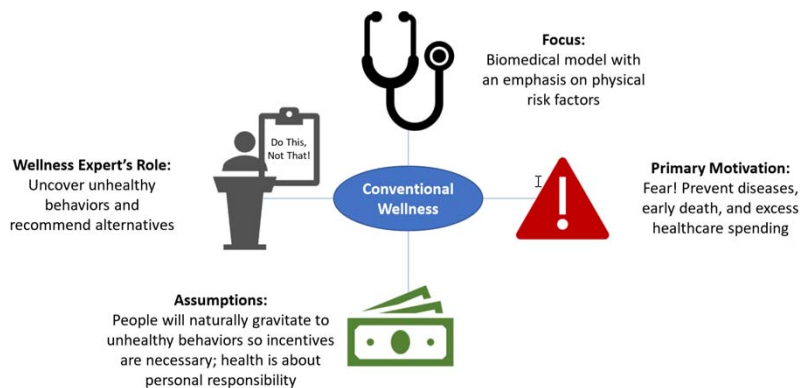 Focus:
Biomedical model with
an emphasis on physical
risk factors
Do This,
Not That!
Wellness Expert's Role:
Uncover unhealthy
behaviors and
recommend alternatives
Conventional
Wellness
Primary Motivation:
Fear! Prevent diseases,
early death, and excess
healthcare spending
Assumptions:
People will naturally gravitate to
unhealthy behaviors so incentives
are necessary; health is about
personal responsibility